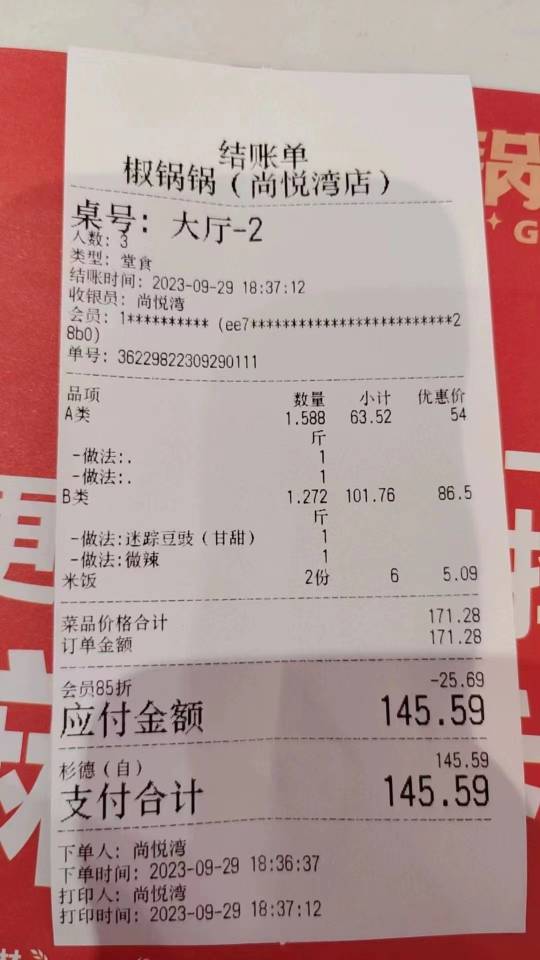 结账单
椒锅锅（尚悦湾店）
桌号: 大厅-2
人数: 3
类型: 堂食
结账时间: 2023-09-29 18:37:12
收银员: 尚悦湾
会员: 1********** (ee7*************************2
8b0)
单号: 36229822309290111
品项 数量 小计 优惠价
A类 1.588 63.52 54
斤
-做法:. 1
-做法:. 1
B类 1.272 101.76 86.5
斤
-做法:迷踪豆豉（甘甜） 1
-做法:微辣 1
米饭 2份 6 5.09
菜品价格合计 171.28
订单金额 171.28
会员85折 -25.69
应付金额 145.59
杉德（自） 145.59
支付合计 145.59
下单人: 尚悦湾
下单时间: 2023-09-29 18:36:37
打印人: 尚悦湾
打印时间: 2023-09-29 18:37:12
锅
G